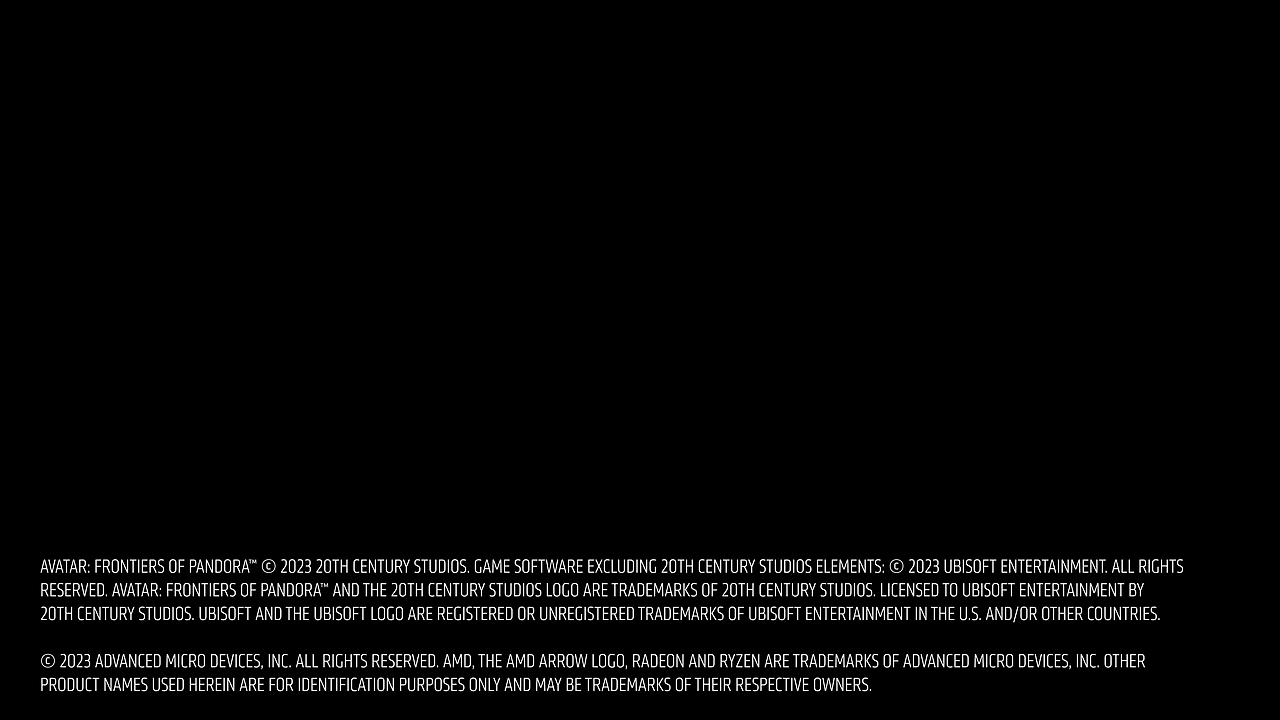 AVATAR: FRONTIERS OF PANDORA™ © 2023 20TH CENTURY STUDIOS. GAME SOFTWARE EXCLUDING 20TH CENTURY STUDIOS ELEMENTS: © 2023 UBISOFT ENTERTAINMENT. ALL RIGHTS
RESERVED. AVATAR: FRONTIERS OF PANDORA™ AND THE 20TH CENTURY STUDIOS LOGO ARE TRADEMARKS OF 20TH CENTURY STUDIOS. LICENSED TO UBISOFT ENTERTAINMENT BY
20TH CENTURY STUDIOS. UBISOFT AND THE UBISOFT LOGO ARE REGISTERED OR UNREGISTERED TRADEMARKS OF UBISOFT ENTERTAINMENT IN THE U.S. AND/OR OTHER COUNTRIES.
© 2023 ADVANCED MICRO DEVICES, INC. ALL RIGHTS RESERVED. AMD, THE AMD ARROW LOGO, RADEON AND RYZEN ARE TRADEMARKS OF ADVANCED MICRO DEVICES, INC. OTHER
PRODUCT NAMES USED HEREIN ARE FOR IDENTIFICATION PURPOSES ONLY AND MAY BE TRADEMARKS OF THEIR RESPECTIVE OWNERS.